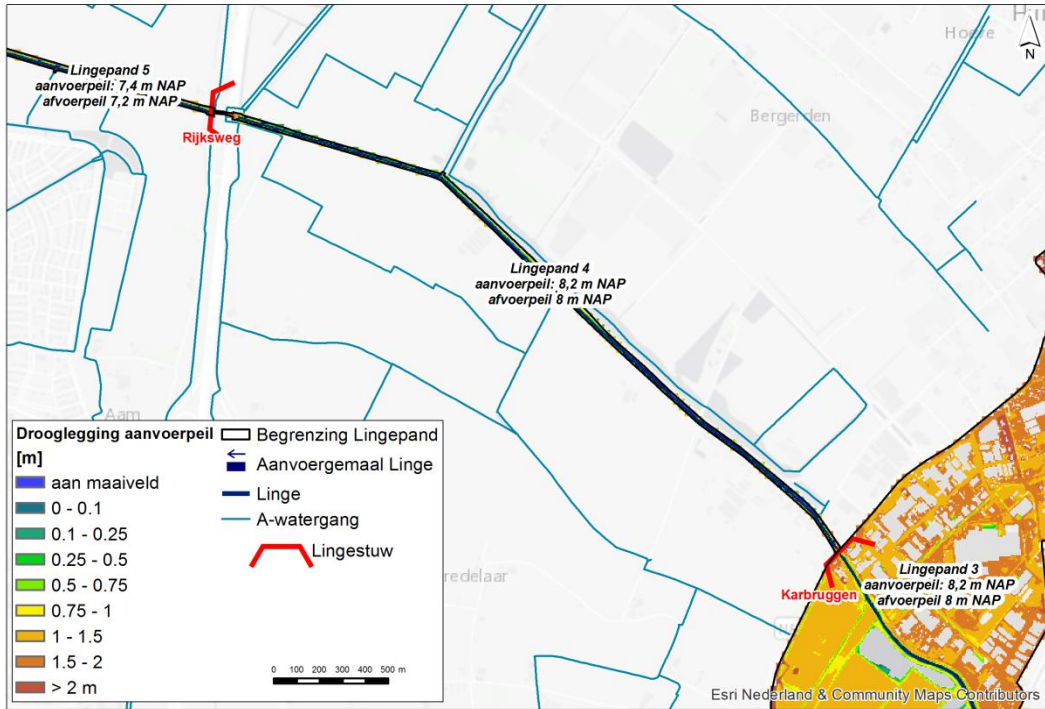 Hoeve
N
Lingepand 5
aanvoerpeil: 7,4 m NAP
afvoerpeil 7,2 m NAP
Rijksweg
Bergerden
Lingepand 4
aanvoerpeil: 8,2 m NAP
afvoerpeil 8 m NAP
Aam
redelaar
Karbruggen
Lingepand 3
aanvoerpeil: 8,2 m NAP
afvoerpeil 8 m NAP
Drooglegging aanvoerpeil
[m]
aan maaiveld
0 - 0.1
0.1 - 0.25
0.25 - 0.5
0.5 - 0.75
0.75 - 1
1 - 1.5
1.5 - 2
> 2 m
Begrenzing Lingepand
Aanvoergemaal Linge
Linge
A-watergang
Lingestuw
0 100 200 300 400 500 m
Esri Nederland & Community Maps Contributors